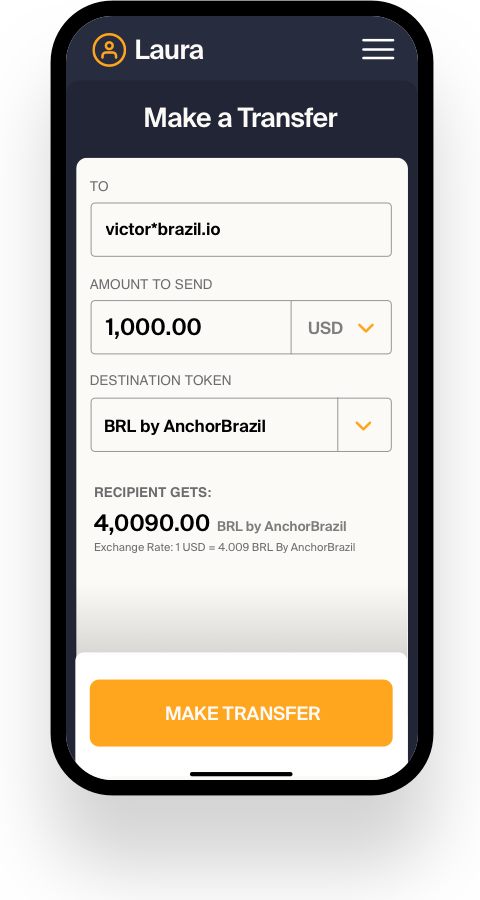 Laura
Make a Transfer
TO
victor*brazil.io
AMOUNT TO SEND
1,000.00 USD
DESTINATION TOKEN
BRL by AnchorBrazil
RECIPIENT GETS:
4,0090.00 BRL by AnchorBrazil
Exchange Rate: 1 USD = 4.009 BRL By AnchorBrazil
MAKE TRANSFER